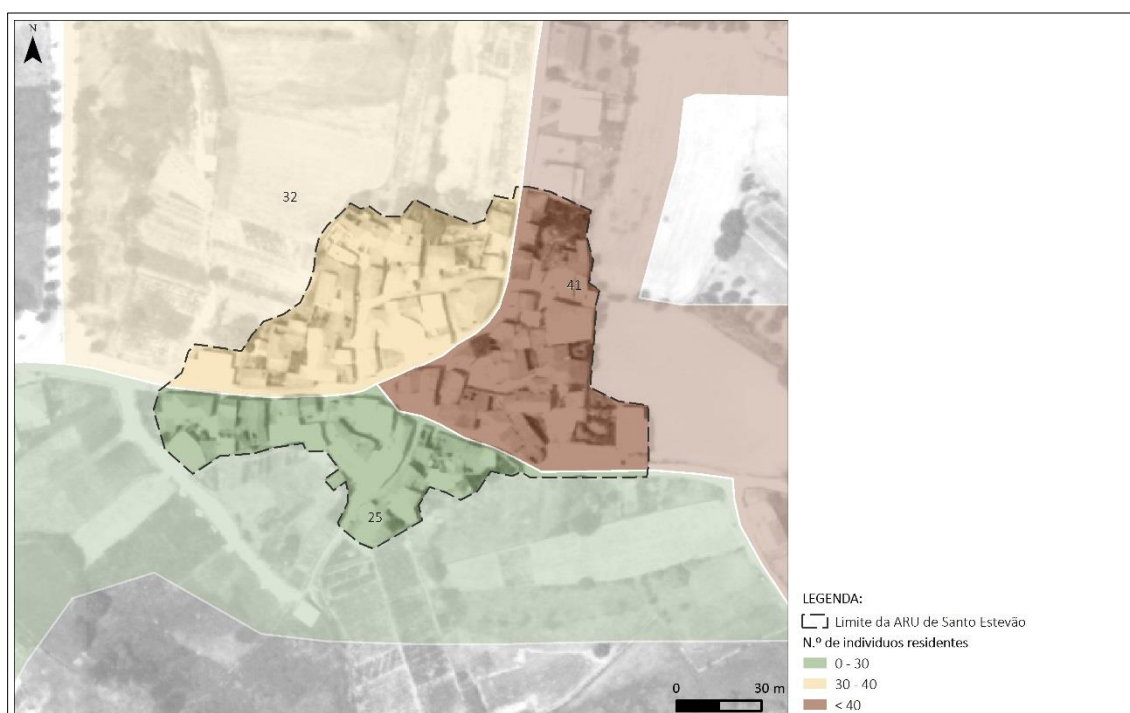 N
32
41
25
LEGENDA:
Limite da ARU de Santo Estevão
N.º de individuos residentes
0 - 30
30 - 40
< 40
0 30 m